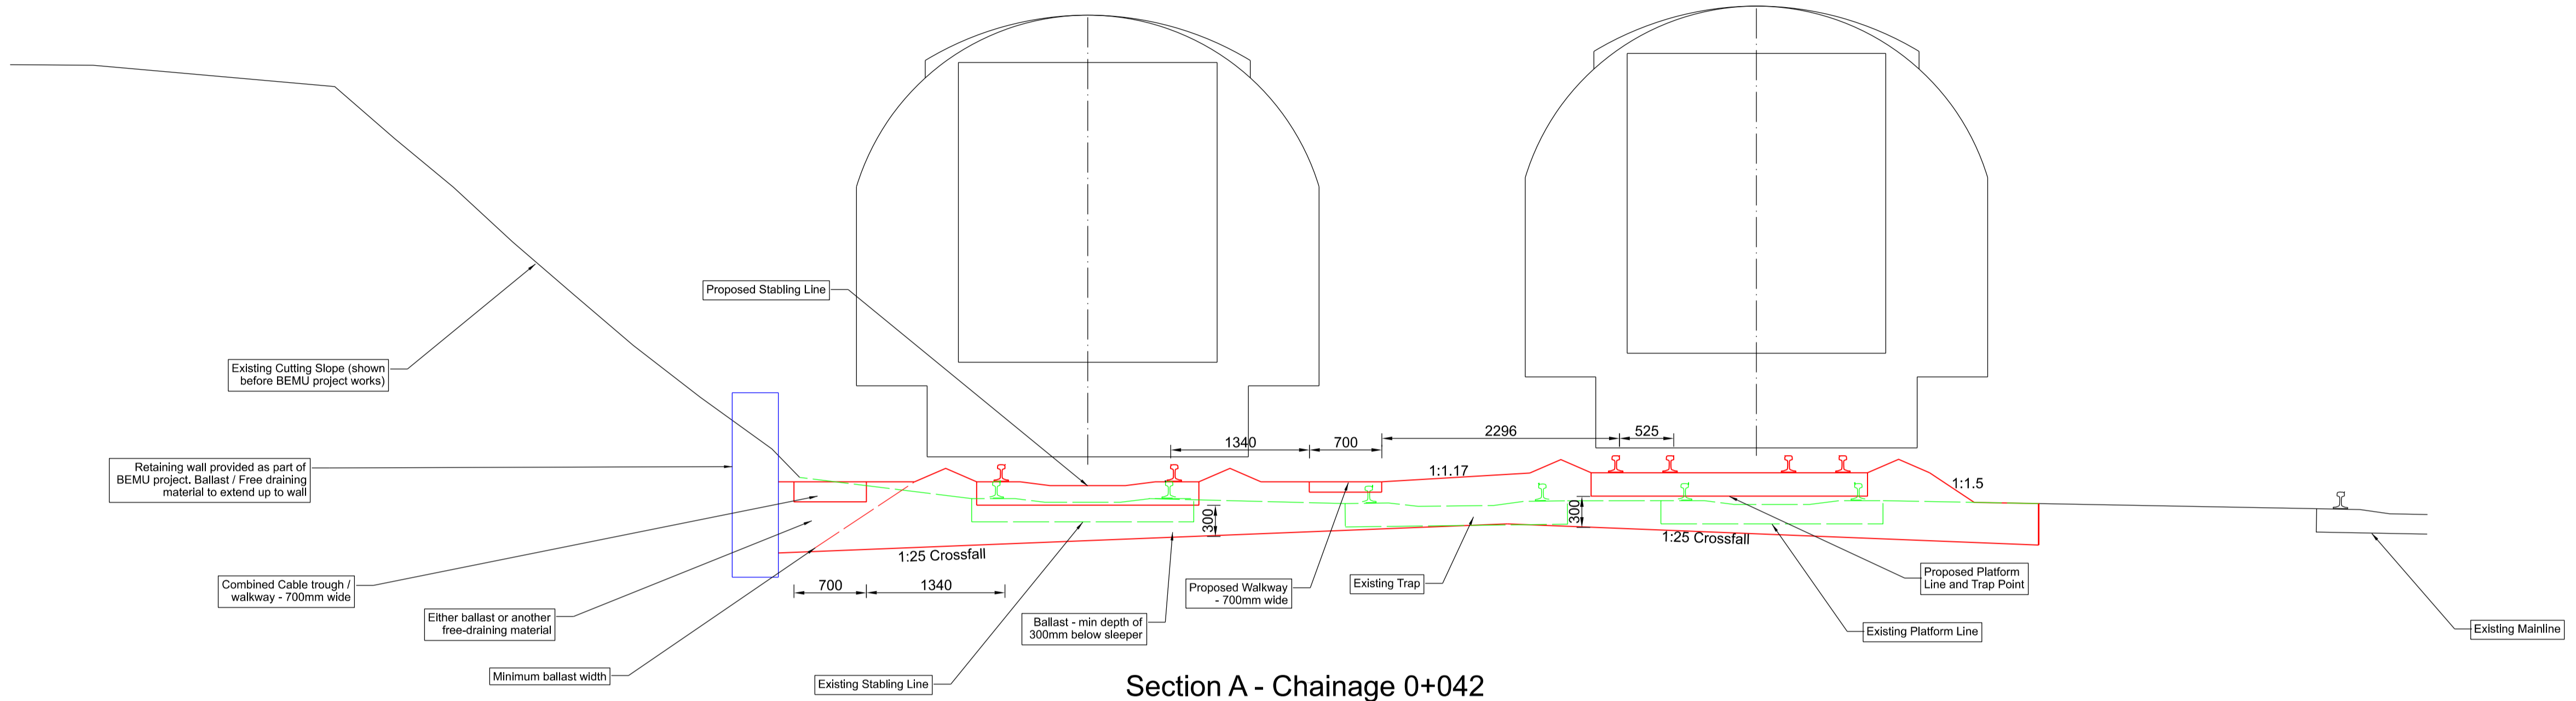 Proposed Stabling Line
Existing Cutting Slope (shown
before BEMU project works)
1340
700
2296
525
Retaining wall provided as part of
BEMU project. Ballast / Free draining
material to extend up to wall
1:1.17
1:1.5
300
300
1:25 Crossfall
1:25 Crossfall
Combined Cable trough /
walkway - 700mm wide
700
1340
Proposed Walkway
- 700mm wide
Existing Trap
Proposed Platform
Line and Trap Point
Either ballast or another
free-draining material
Ballast - min depth of
300mm below sleeper
Existing Platform Line
Existing Mainline
Minimum ballast width
Existing Stabling Line
Section A - Chainage 0+042